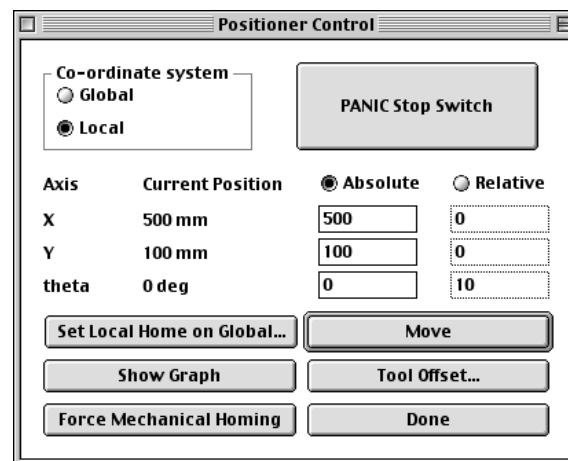 Positioner Control
Co-ordinate system
Global
Local
PANIC Stop Switch
Axis Current Position Absolute Relative
X 500 mm 500 0
Y 100 mm 100 0
theta 0 deg 0 10
Set Local Home on Global... Move
Show Graph Tool Offset...
Force Mechanical Homing Done